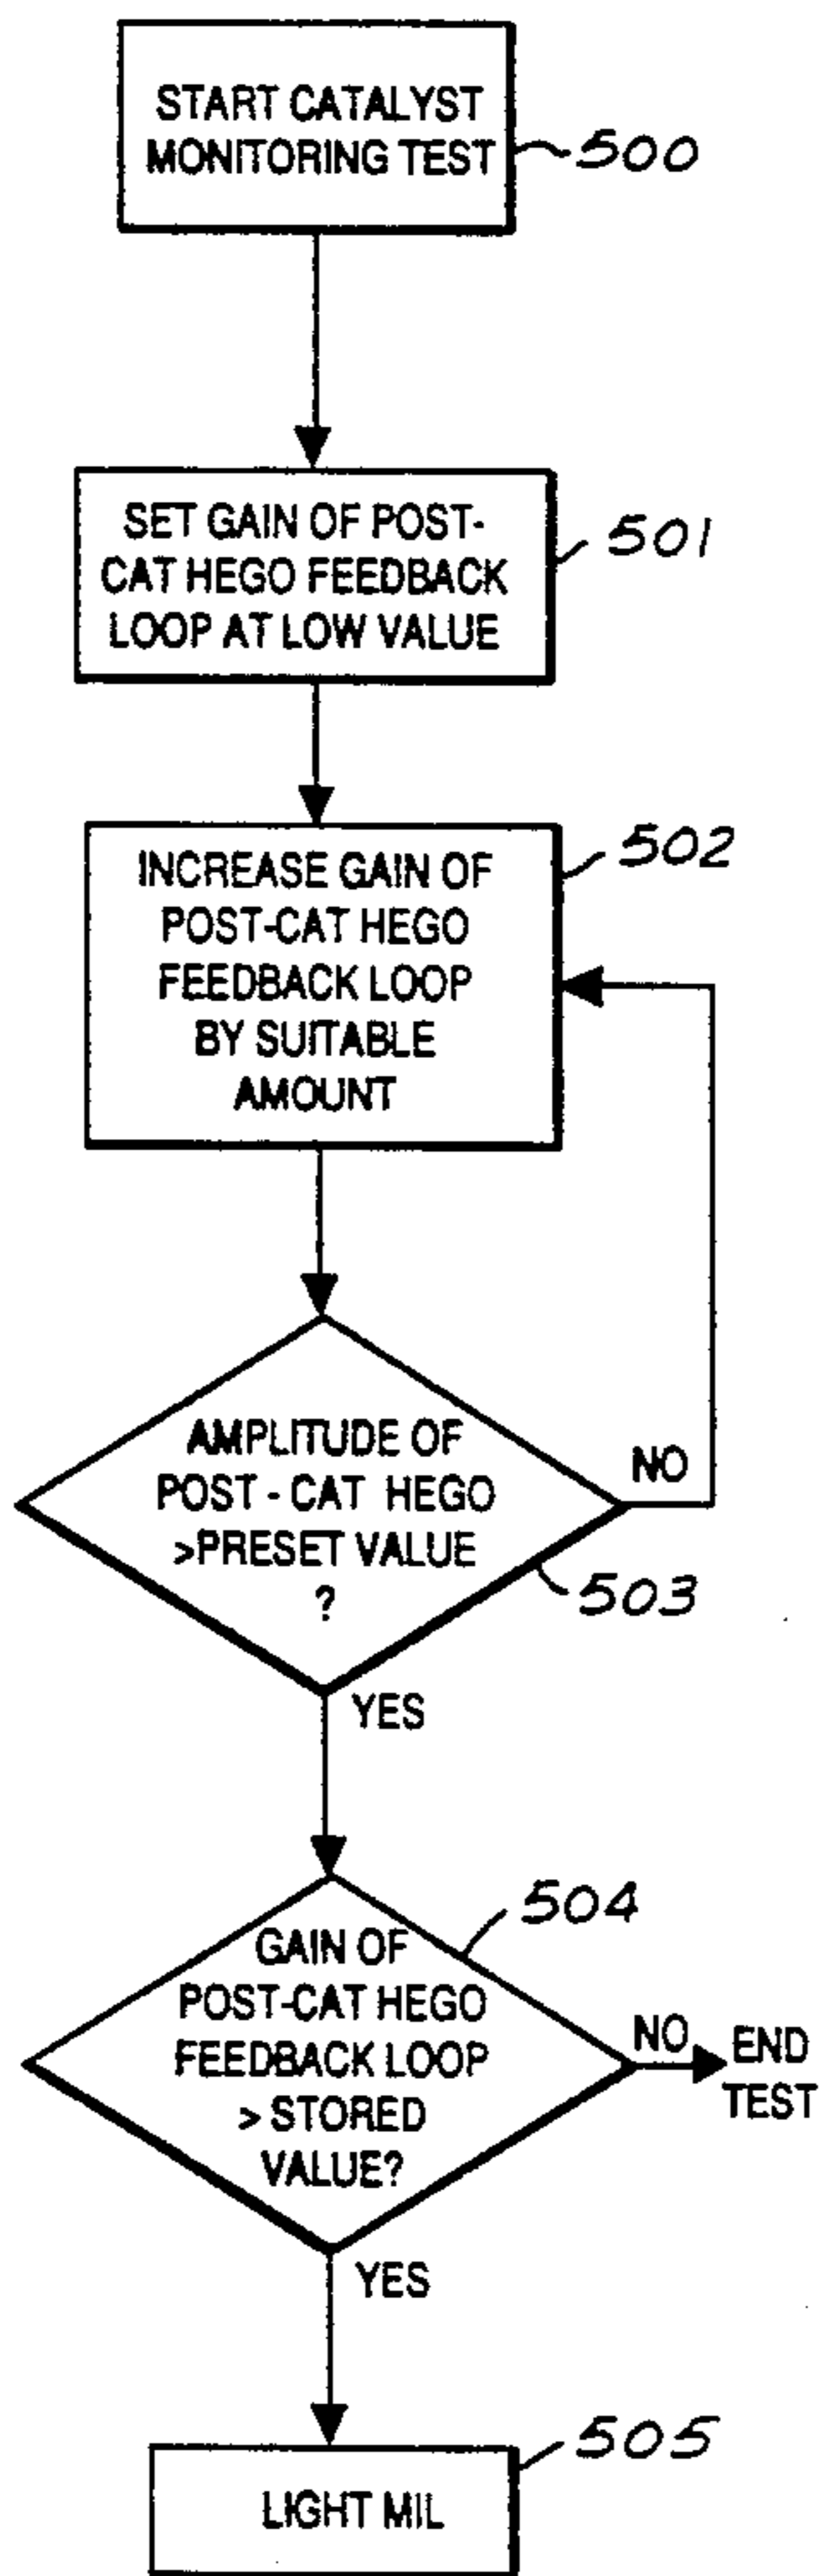 START CATALYST
MONITORING TEST
500
SET GAIN OF POST-
CAT HEGO FEEDBACK
LOOP AT LOW VALUE
501
INCREASE GAIN OF
POST-CAT HEGO
FEEDBACK LOOP
BY SUITABLE
AMOUNT
502
AMPLITUDE OF
POST - CAT HEGO
>PRESET VALUE
?
NO
503
YES
GAIN OF
POST-CAT HEGO
FEEDBACK LOOP
> STORED
VALUE?
504
NO
END
TEST
YES
LIGHT MIL
505